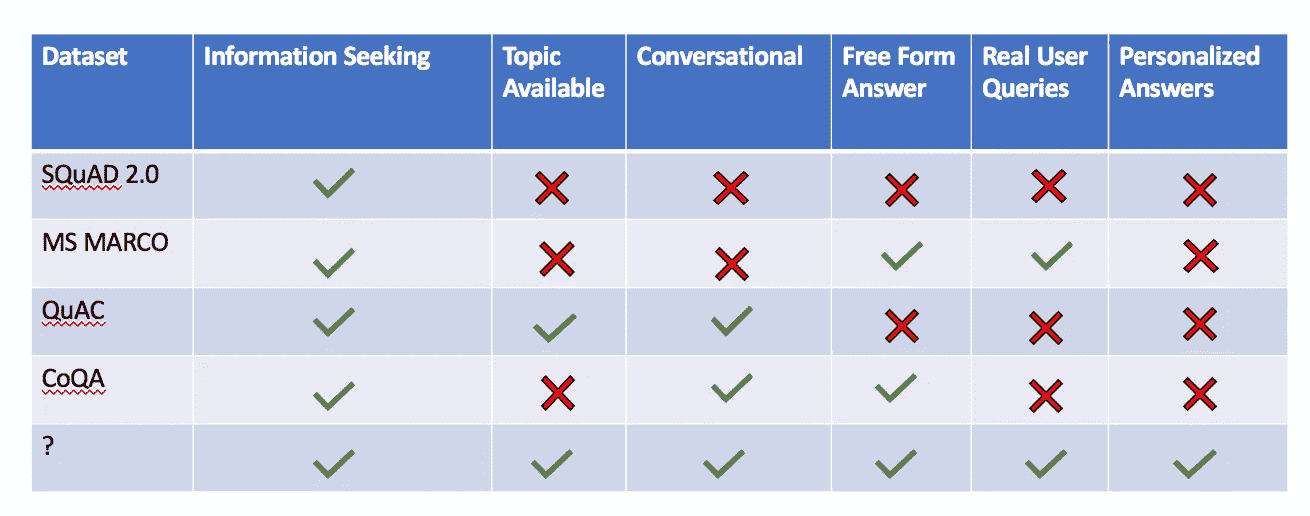 Dataset Information Seeking Topic Conversational Free Form Real User Personalized
Available Answer Queries Answers
SQuAD 2.0
MS MARCO
QuAC
CoQA
?